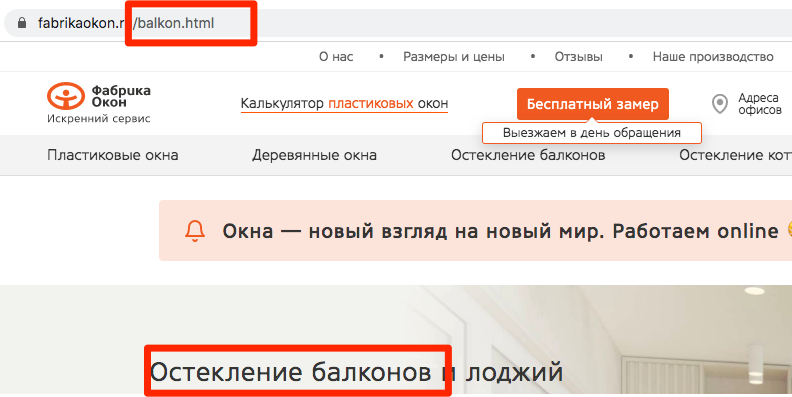 fabrikaokon.r/balkon.html
О нас • Размеры и цены • Отзывы • Наше производство
Фабрика
Окон
Искренний сервис
Калькулятор пластиковых окон
Бесплатный замер
Выезжаем в день обращения
Адреса
офисов
Пластиковые окна Деревянные окна Остекление балконов Остекление кот
Окна — новый взгляд на новый мир. Работаем online
Остекление балконов и лоджий